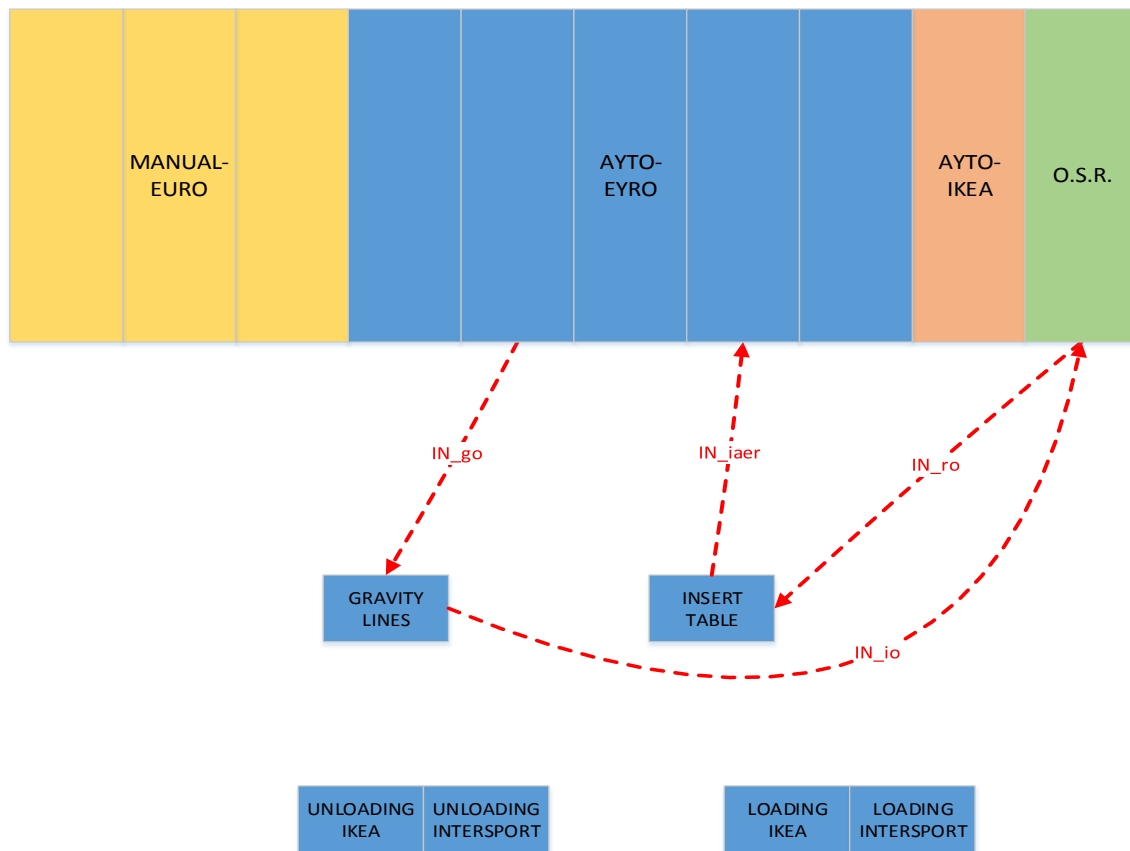 MANUAL-
EURO
AYTO-
EYRO
AYTO-
IKEA
O.S.R.
IN_go
IN_iaer
IN_ro
GRAVITY
LINES
INSERT
TABLE
IN_io
UNLOADING
IKEA
UNLOADING
INTERSPORT
LOADING
IKEA
LOADING
INTERSPORT